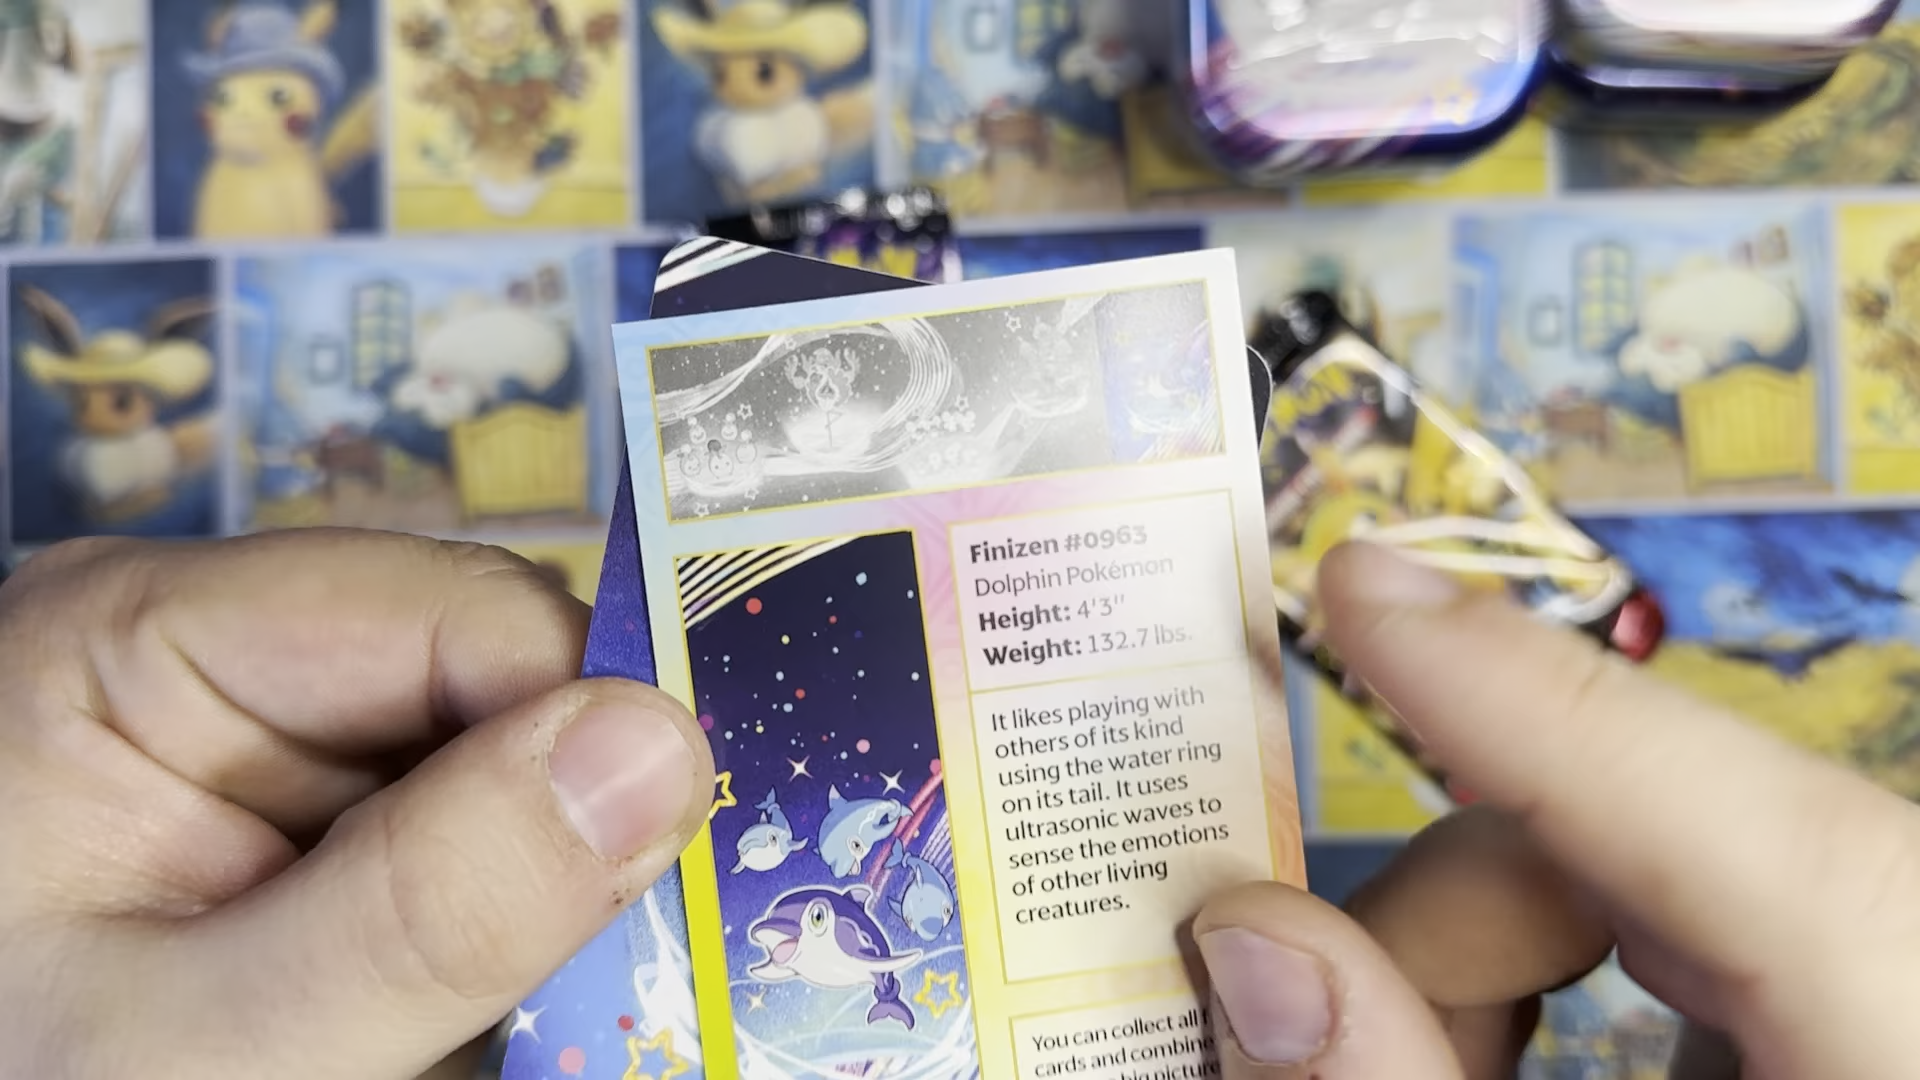 Finizen #0963
Dolphin Pokémon
Height: 4'3"
Weight: 132.7 lbs.
It likes playing with
others of its kind
using the water ring
on its tail. It uses
ultrasonic waves to
sense the emotions
of other living
creatures.
You can collect all
cards and combine
big picture